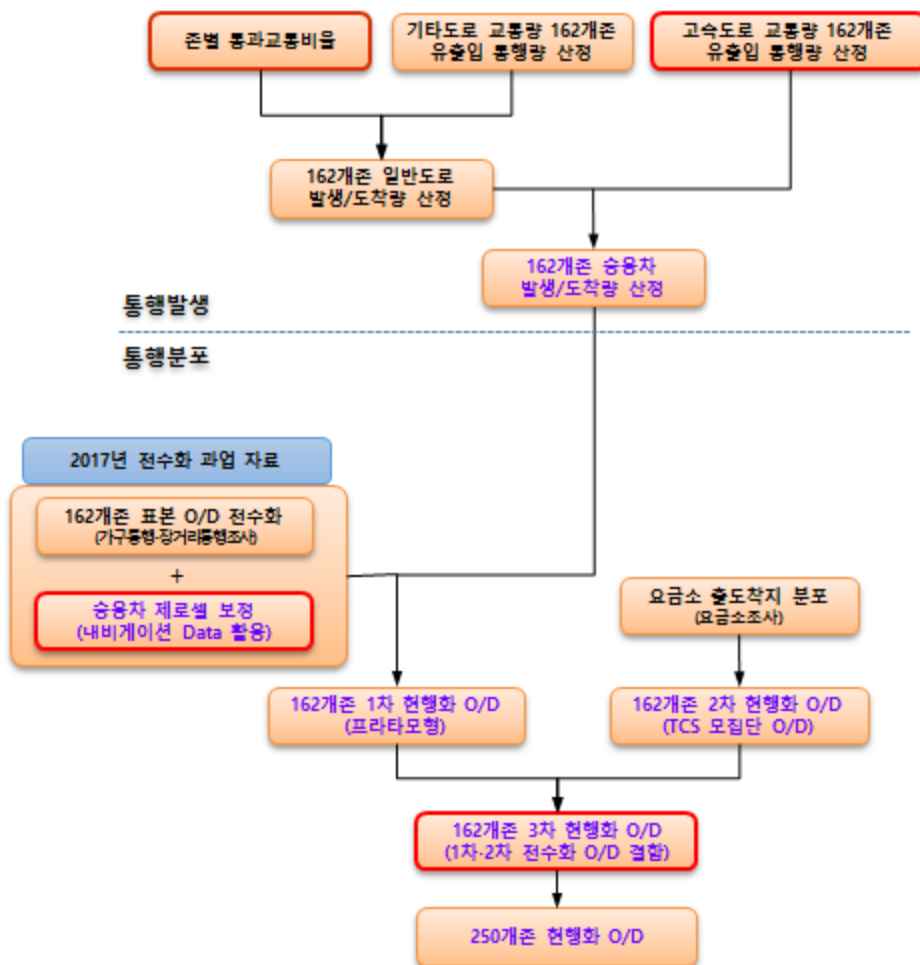 존별 통과교통비율
기타도로 교통량 162개존
유출입 통행량 산정
고속도로 교통량 162개존
유출입 통행량 산정
162개존 일반도로
발생/도착량 산정
162개존 승용차
발생/도착량 산정
통행발생
통행분포
2017년 전수화 과업 자료
162개존 표본 O/D 전수화
(가구통행·장거리통행조사)
+
승용차 제로셀 보정
(내비게이션 Data 활용)
요금소 출도착지 분포
(요금소조사)
162개존 1차 현행화 O/D
(프라타모형)
162개존 2차 현행화 O/D
(TCS 모집단 O/D)
162개존 3차 현행화 O/D
(1차·2차 전수화 O/D 결합)
250개존 현행화 O/D